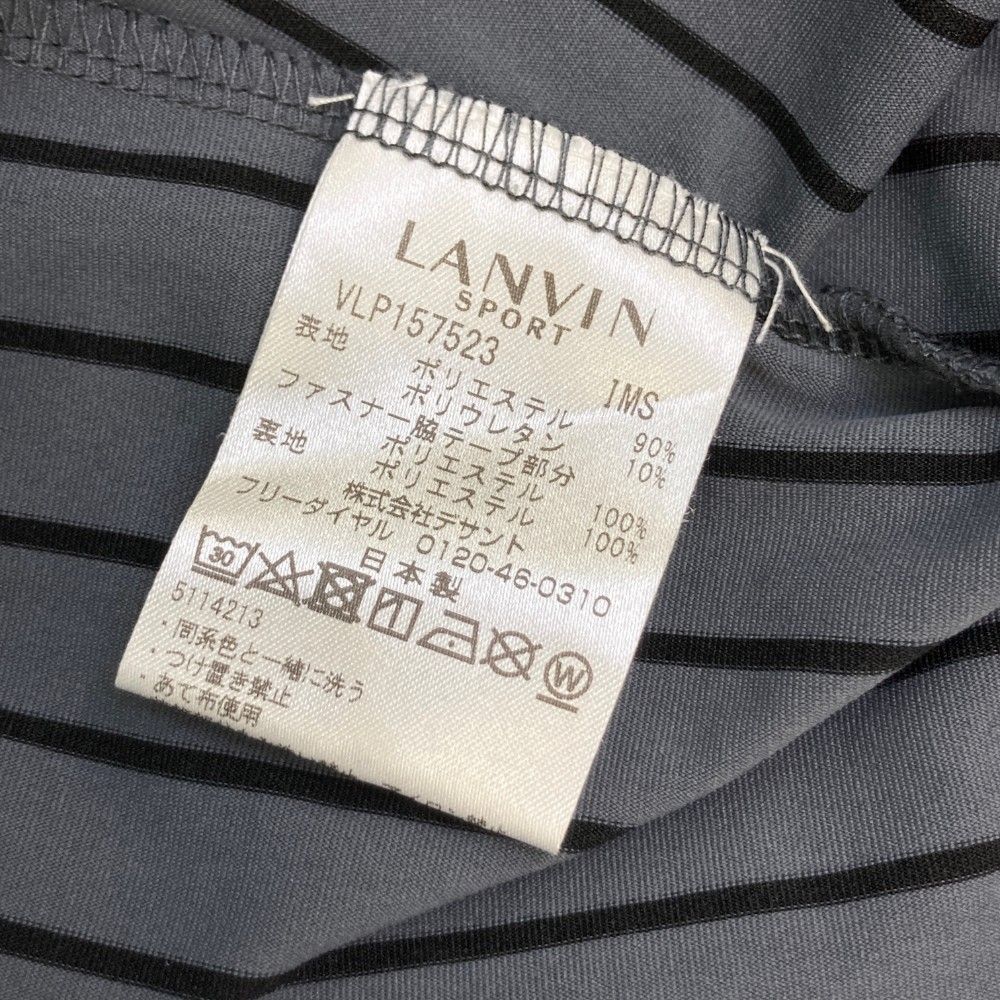 LANVIN
SPORT
VLP157523 IMS
表地 ポリエステル 90%
ポリウレタン 10%
ファスナー脇テープ部分
ポリエステル 100%
裏地 ポリエステル 100%
株式会社デサント
フリーダイヤル 0120-46-0310
日本製
30 W
5114213
・同系色と一緒に洗う
・つけ置き禁止
・あて布使用